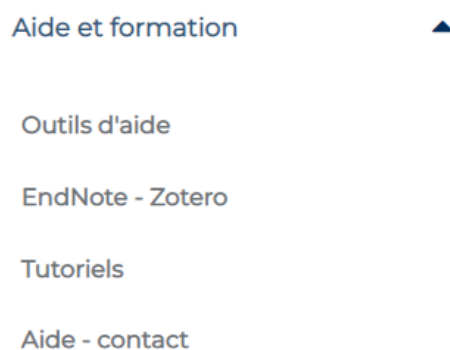 Aide et formation
Outils d'aide
EndNote - Zotero
Tutoriels
Aide - contact